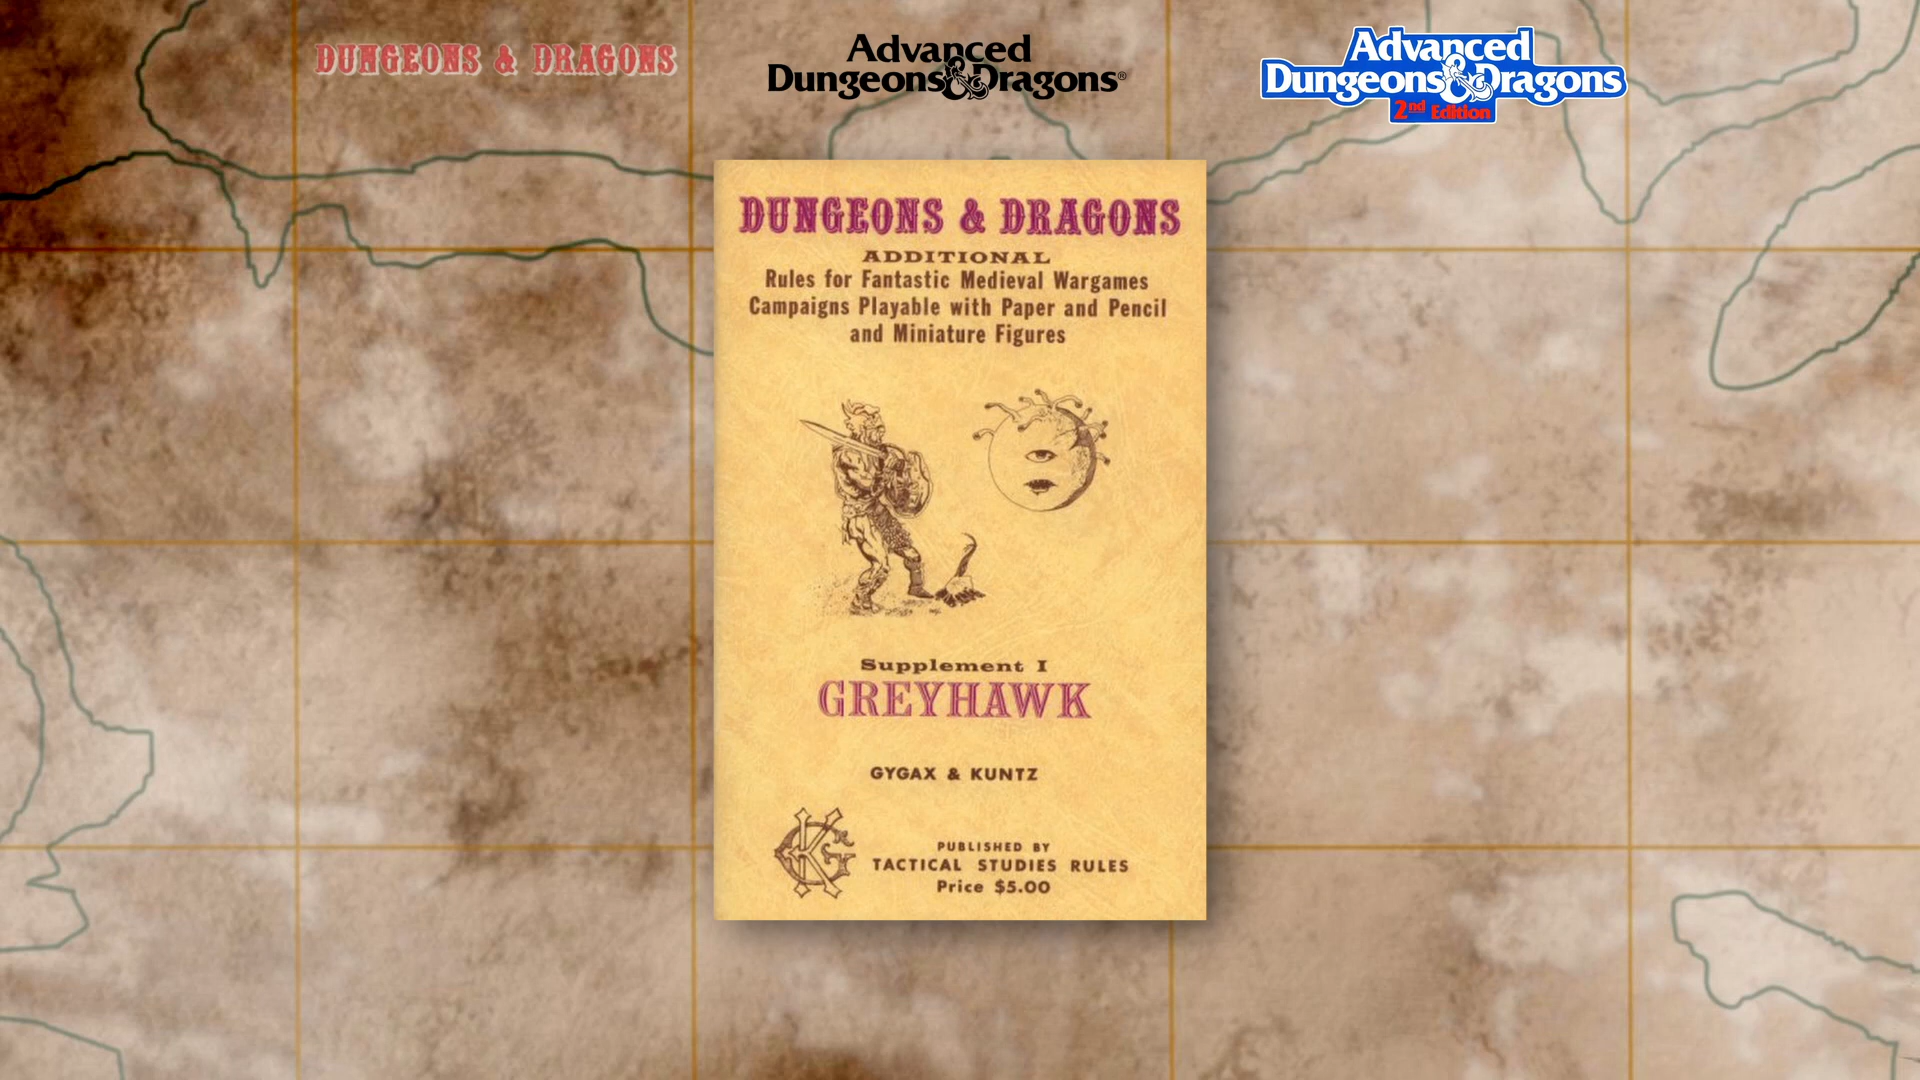 DUNGEONS & DRAGONS
Advanced
Dungeons & Dragons®
Advanced
Dungeons & Dragons
2nd Edition
DUNGEONS & DRAGONS
ADDITIONAL
Rules for Fantastic Medieval Wargames
Campaigns Playable with Paper and Pencil
and Miniature Figures
Supplement I
GREYHAWK
GYGAX & KUNTZ
GK
PUBLISHED BY
TACTICAL STUDIES RULES
Price $5.00